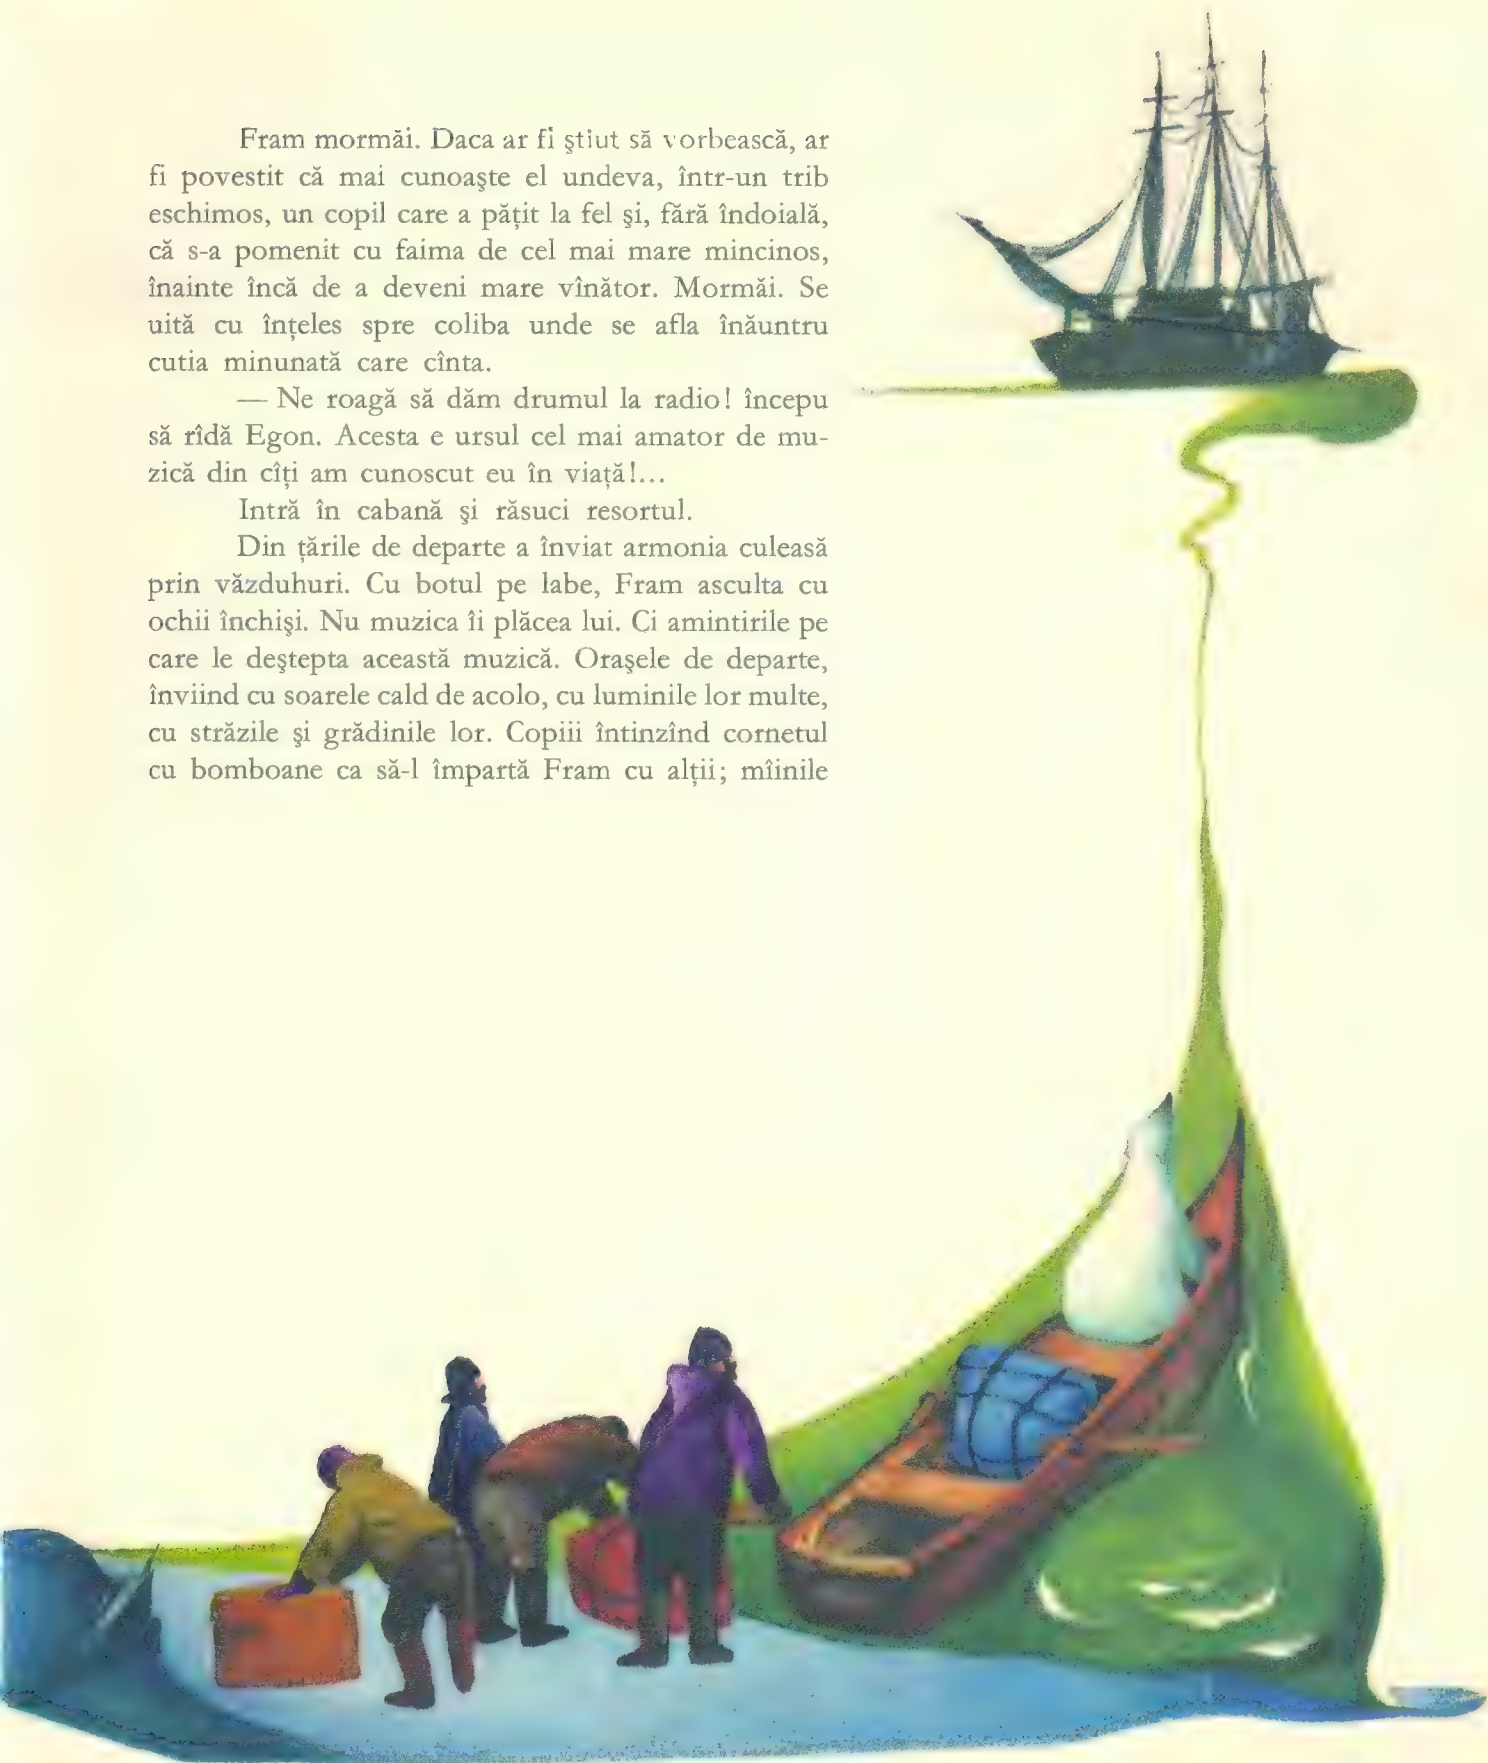 Fram mormăi. Daca ar fi ştiut să vorbească, ar
fi povestit că mai cunoaşte el undeva, într-un trib
eschimos, un copil care a păţit la fel şi, fără îndoială,
că s-a pomenit cu faima de cel mai mare mincinos,
înainte încă de a deveni mare vînător. Mormăi. Se
uită cu înţeles spre coliba unde se afla înăuntru
cutia minunată care cînta.
— Ne roagă să dăm drumul la radio! începu
să rîdă Egon. Acesta e ursul cel mai amator de mu-
zică din cîţi am cunoscut eu în viaţă!...
Intră în cabană şi răsuci resortul.
Din ţările de departe a înviat armonia culeasă
prin văzduhuri. Cu botul pe labe, Fram asculta cu
ochii închişi. Nu muzica îi plăcea lui. Ci amintirile pe
care le deştepta această muzică. Oraşele de departe,
înviind cu soarele cald de acolo, cu luminile lor multe,
cu străzile şi grădinile lor. Copiii întinzînd cornetul
cu bomboane ca să-l împartă Fram cu alţii; mîinile